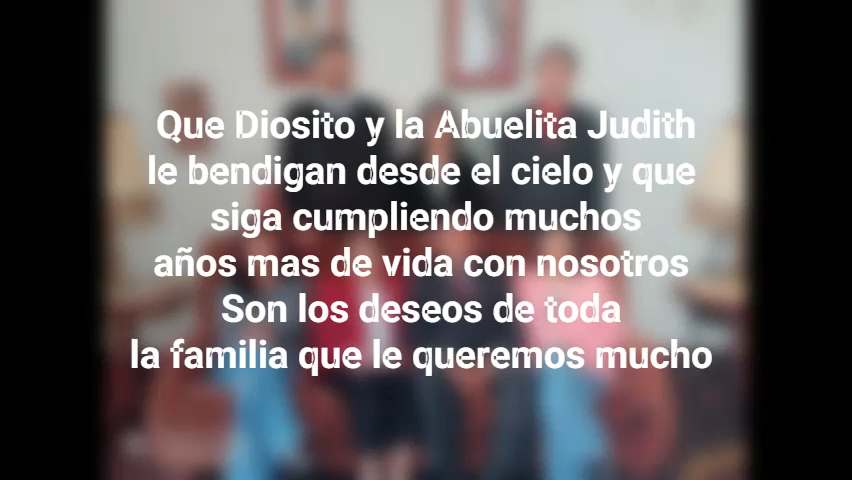 Que Diosito y la Abuelita Judith
le bendigan desde el cielo y que
siga cumpliendo muchos
años mas de vida con nosotros
Son los deseos de toda
la familia que le queremos mucho